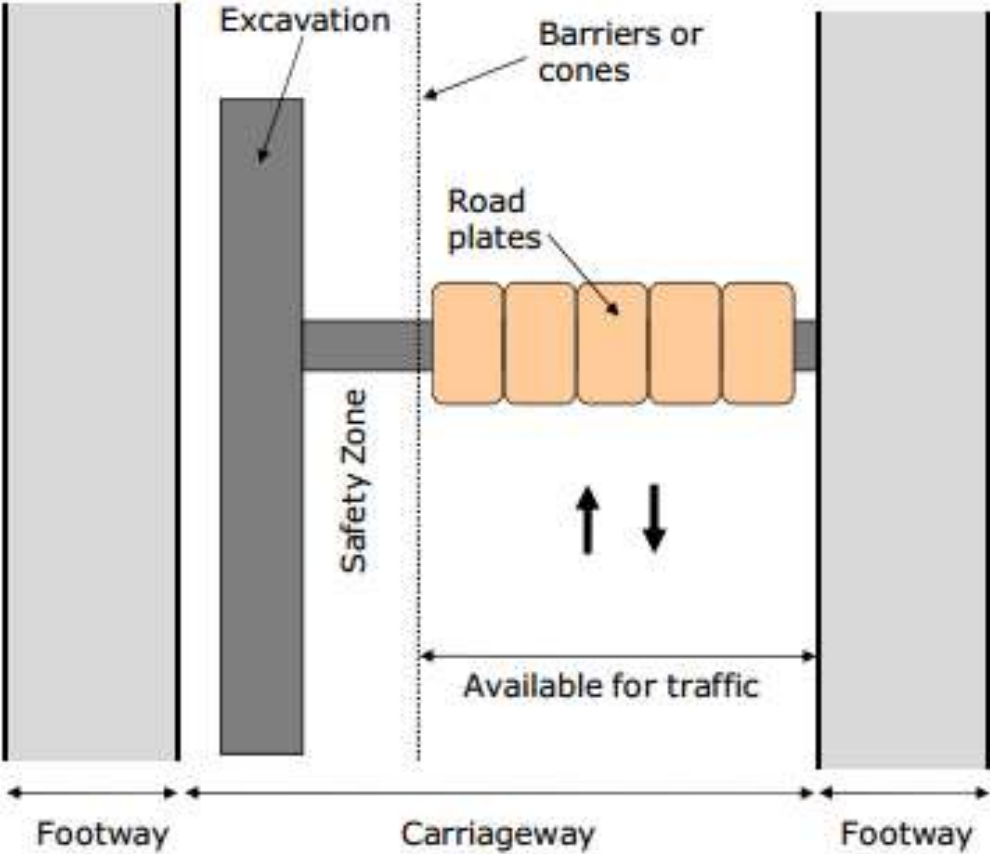 Excavation
Barriers or
cones
Road
plates
Safety Zone
Available for traffic
Footway
Carriageway
Footway